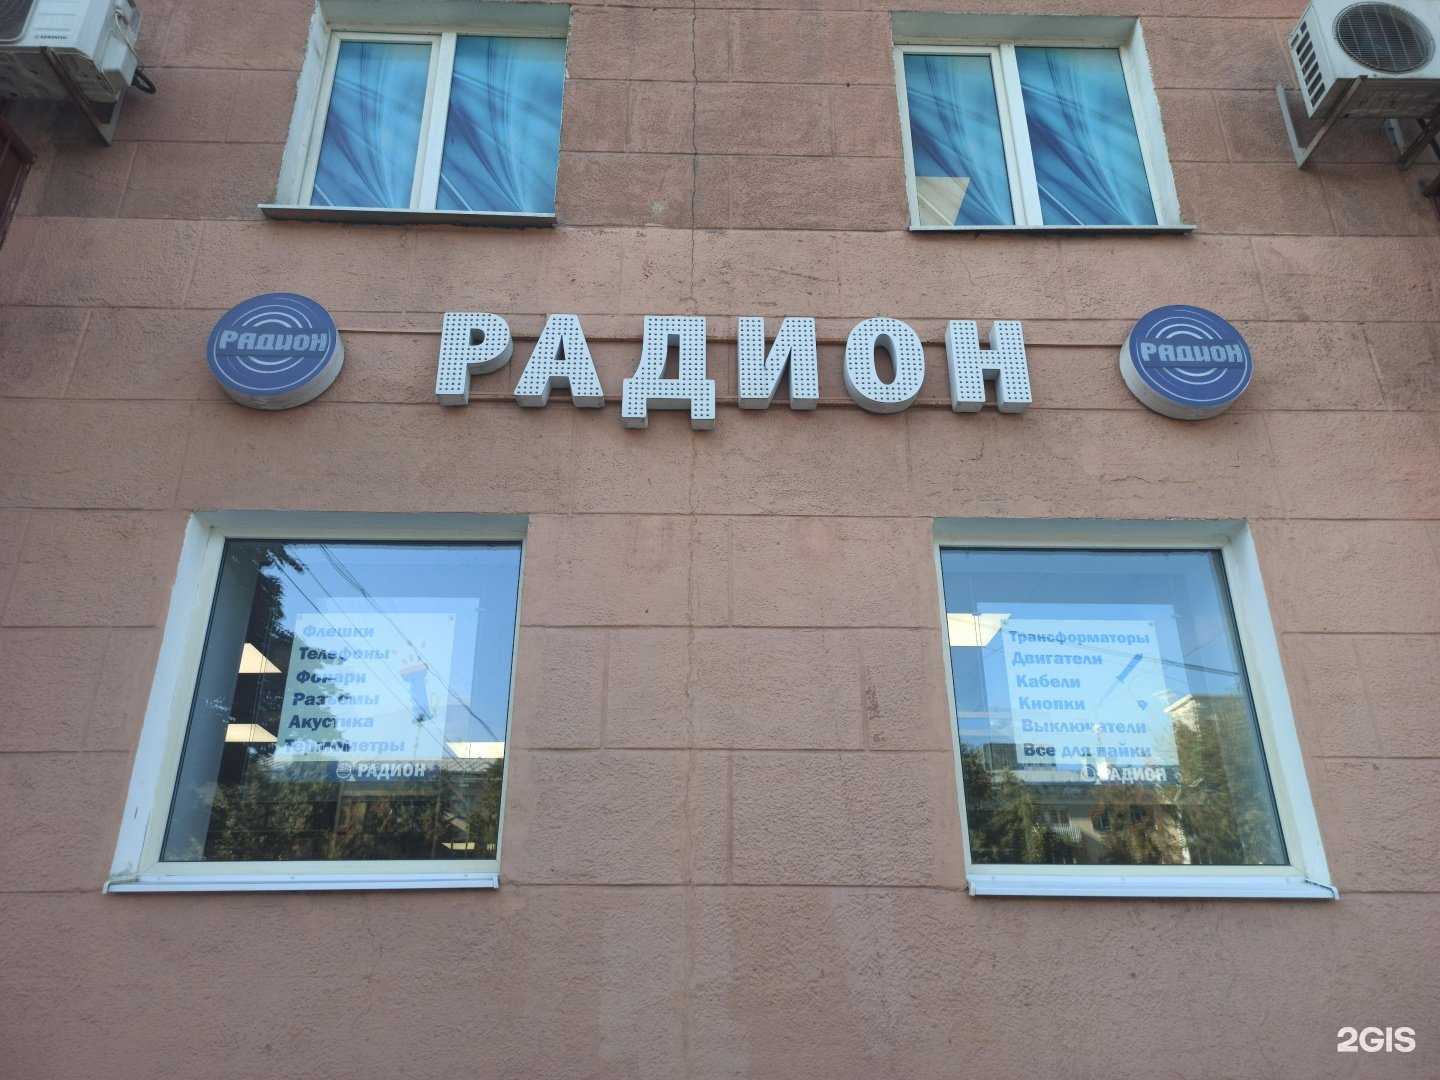 РАДИОН
РАДИОН
РАДИОН
Флешки
Телефоны
Фонари
Разъёмы
Акустика
Термометры
РАДИОН
Трансформаторы
Двигатели
Кабели
Кнопки
Выключатели
Все для пайки
РАДИОН
2GIS